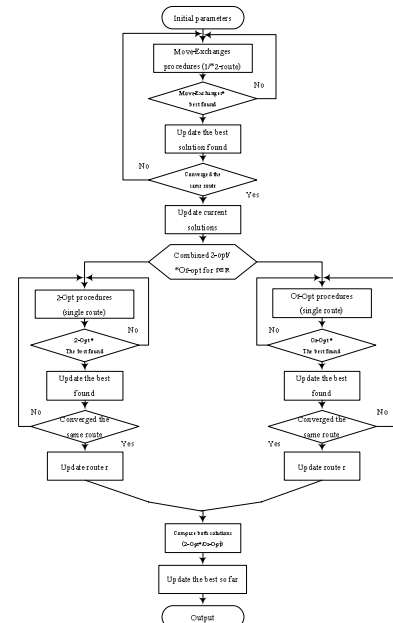 Initial parameters
Move-Exchanges
procedures (1/*2-route)
No
Move-Exchanges*
best found
Update the best
solution found
No
Converged the
same route
Yes
Update current
solutions
Combined 2-opt/
*Or-opt for r∈R
2-Opt procedures
(single route)
No
2-Opt*
The best found
Update the best
found
No
Converged the
same route
Yes
Update route r
Or-Opt procedures
(single route)
No
Or-Opt*
The best found
Update the best
found
No
Converged the
same route
Yes
Update route r
Compare both solutions
(2-Opt*/Or-Opt)
Update the best so far
Output